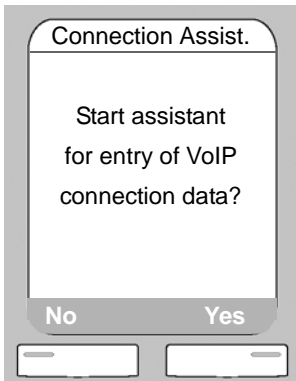 Connection Assist.
Start assistant
for entry of VoIP
connection data?
No Yes